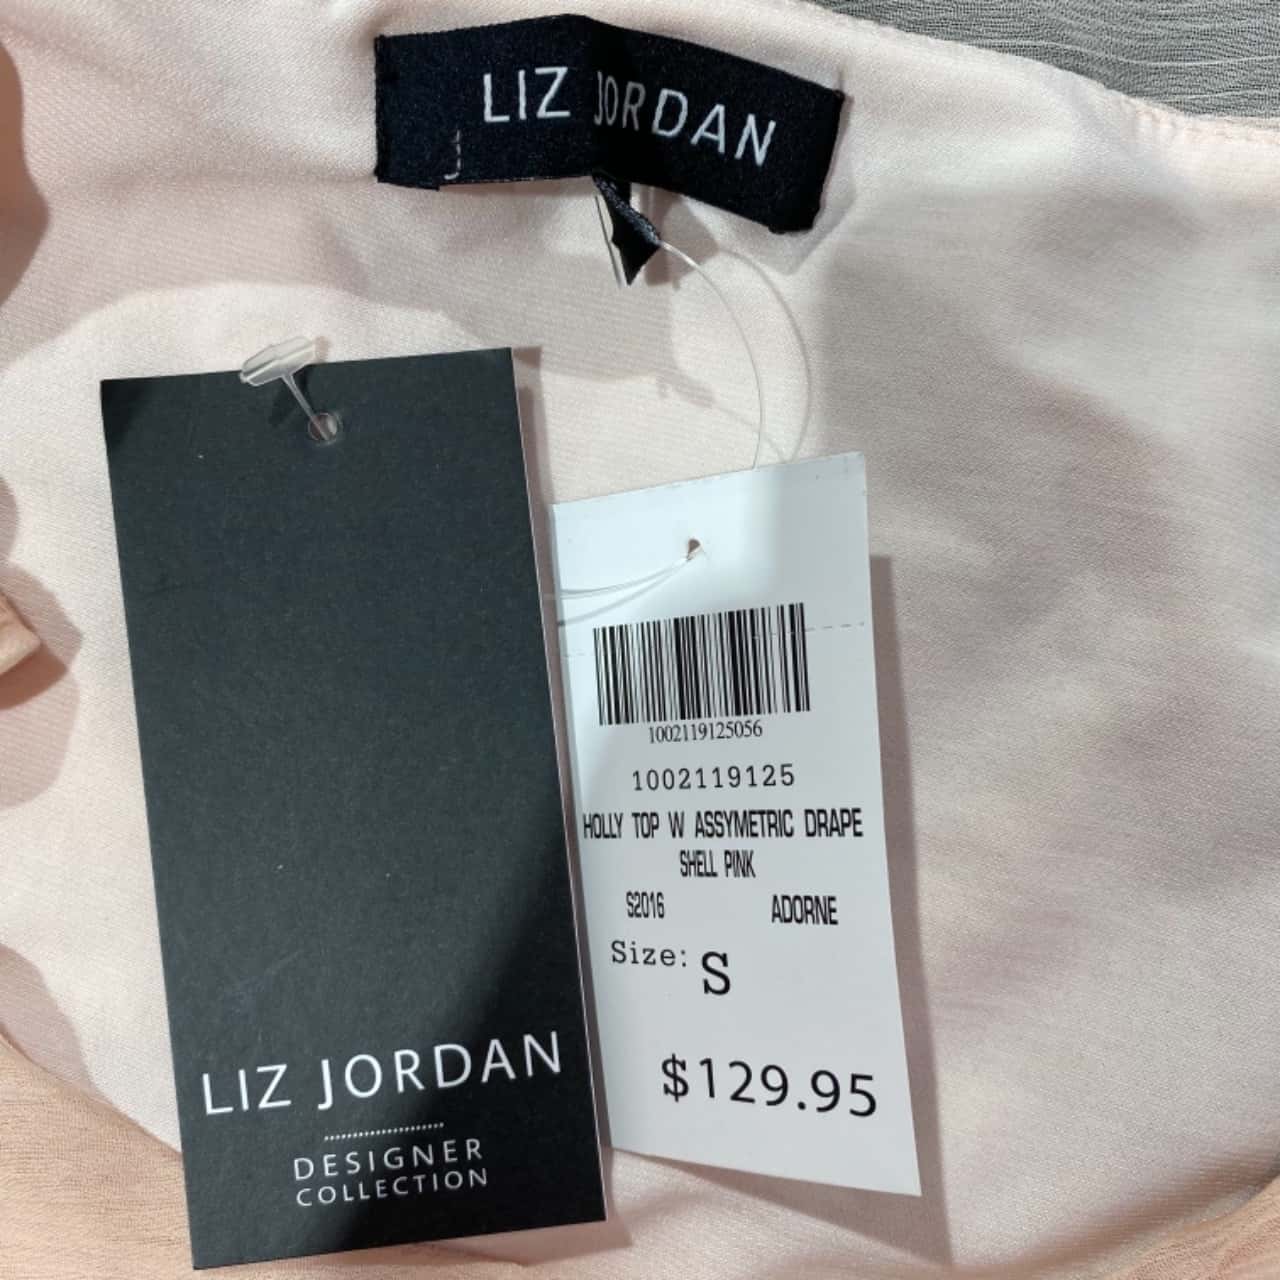 LIZ JORDAN
1002119125056
1002119125
HOLLY TOP W ASSYMETRIC DRAPE
SHELL PINK
S2016 ADORNE
Size: S
$129.95
LIZ JORDAN
DESIGNER
COLLECTION